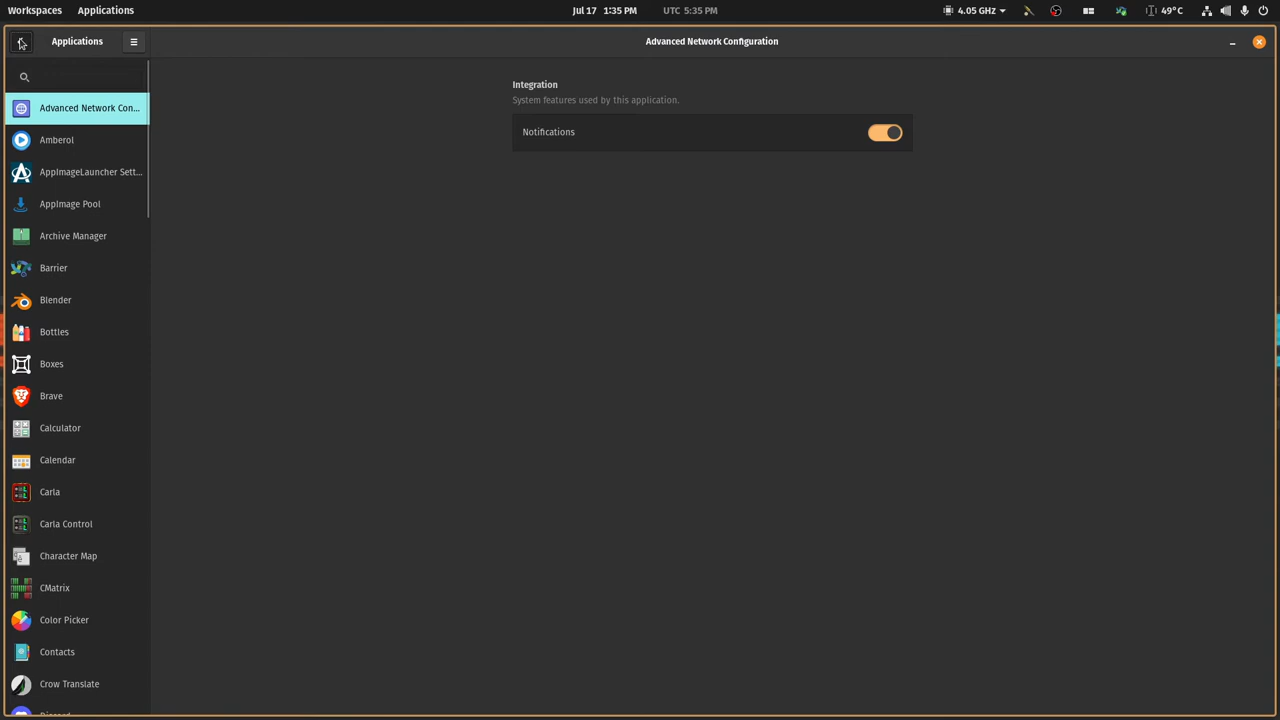 Workspaces Applications Jul 17 1:35 PM UTC 5:35 PM 4.05 GHz 49°C
Applications Advanced Network Configuration
Integration
System features used by this application.
Notifications
Advanced Network Con...
Amberol
AppImageLauncher Sett...
AppImage Pool
Archive Manager
Barrier
Blender
Bottles
Boxes
Brave
Calculator
Calendar
Carla
Carla Control
Character Map
CMatrix
Color Picker
Contacts
Crow Translate